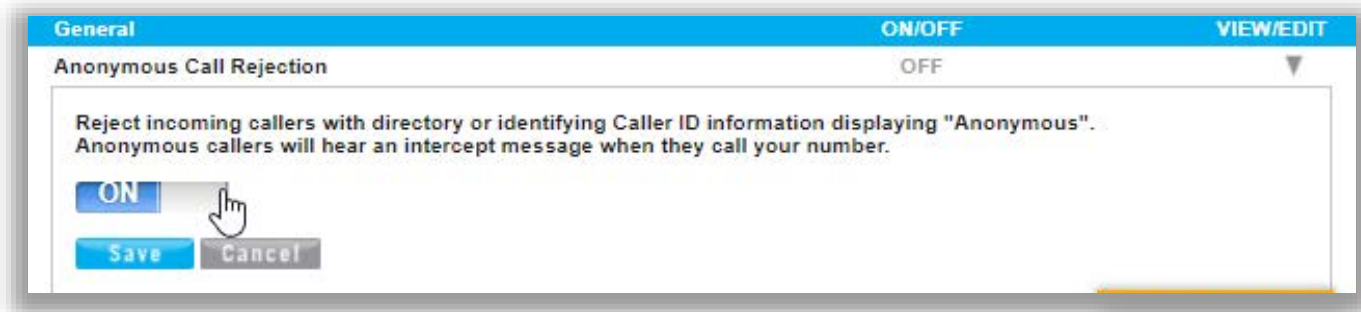 General ON/OFF VIEW/EDIT
Anonymous Call Rejection OFF
Reject incoming callers with directory or identifying Caller ID information displaying "Anonymous".
Anonymous callers will hear an intercept message when they call your number.
ON
Save Cancel